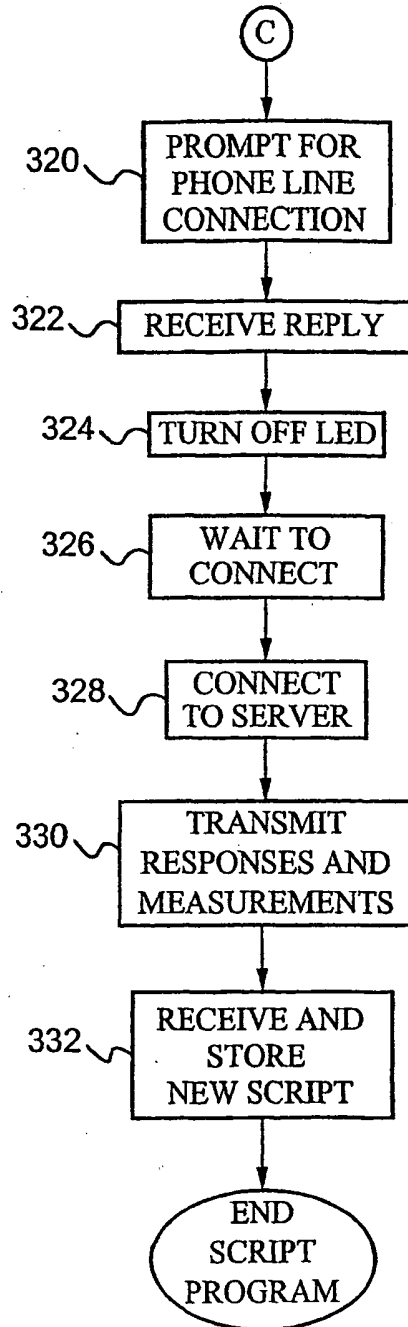 C
320
PROMPT FOR
PHONE LINE
CONNECTION
322
RECEIVE REPLY
324
TURN OFF LED
326
WAIT TO
CONNECT
328
CONNECT
TO SERVER
330
TRANSMIT
RESPONSES AND
MEASUREMENTS
332
RECEIVE AND
STORE
NEW SCRIPT
END
SCRIPT
PROGRAM